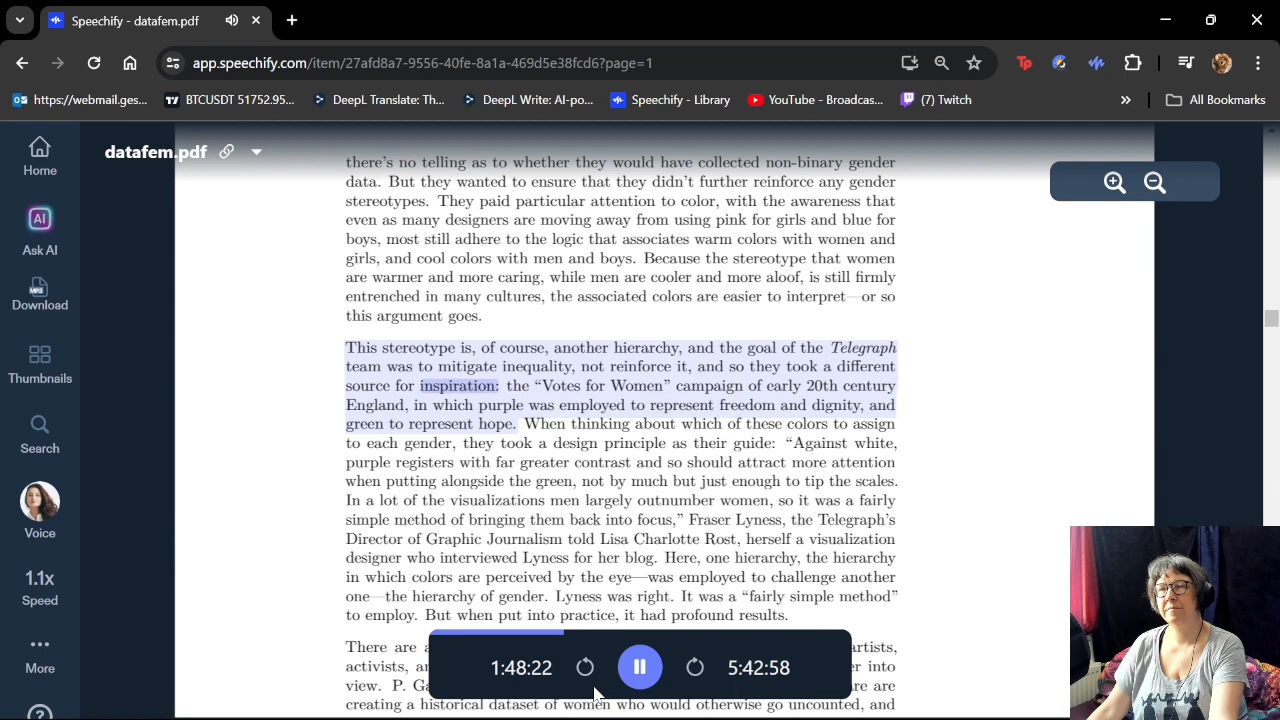 Speechify - datafem.pdf
app.speechify.com/item/27afd8a7-9556-40fe-8a1a-469d5e38fcd6?page=1
https://webmail.ges...
BTCUSDT 51752.95...
DeepL Translate: Th...
DeepL Write: AI-po...
Speechify - Library
YouTube - Broadcas...
(7) Twitch
»
All Bookmarks
datafem.pdf
Home
AI
Ask AI
MP3
Download
Thumbnails
Search
Voice
1.1x
Speed
More
there's no telling as to whether they would have collected non-binary gender
data. But they wanted to ensure that they didn't further reinforce any gender
stereotypes. They paid particular attention to color, with the awareness that
even as many designers are moving away from using pink for girls and blue for
boys, most still adhere to the logic that associates warm colors with women and
girls, and cool colors with men and boys. Because the stereotype that women
are warmer and more caring, while men are cooler and more aloof, is still firmly
entrenched in many cultures, the associated colors are easier to interpret—or so
this argument goes.
This stereotype is, of course, another hierarchy, and the goal of the Telegraph
team was to mitigate inequality, not reinforce it, and so they took a different
source for inspiration: the “Votes for Women” campaign of early 20th century
England, in which purple was employed to represent freedom and dignity, and
green to represent hope. When thinking about which of these colors to assign
to each gender, they took a design principle as their guide: “Against white,
purple registers with far greater contrast and so should attract more attention
when putting alongside the green, not by much but just enough to tip the scales.
In a lot of the visualizations men largely outnumber women, so it was a fairly
simple method of bringing them back into focus,” Fraser Lyness, the Telegraph's
Director of Graphic Journalism told Lisa Charlotte Rost, herself a visualization
designer who interviewed Lyness for her blog. Here, one hierarchy, the hierarchy
in which colors are perceived by the eye—was employed to challenge another
one—the hierarchy of gender. Lyness was right. It was a “fairly simple method”
to employ. But when put into practice, it had profound results.
There are artists,
activists, er into
view. P. are are
creating a historical dataset of women who would otherwise go uncounted, and
1:48:22
5:42:58